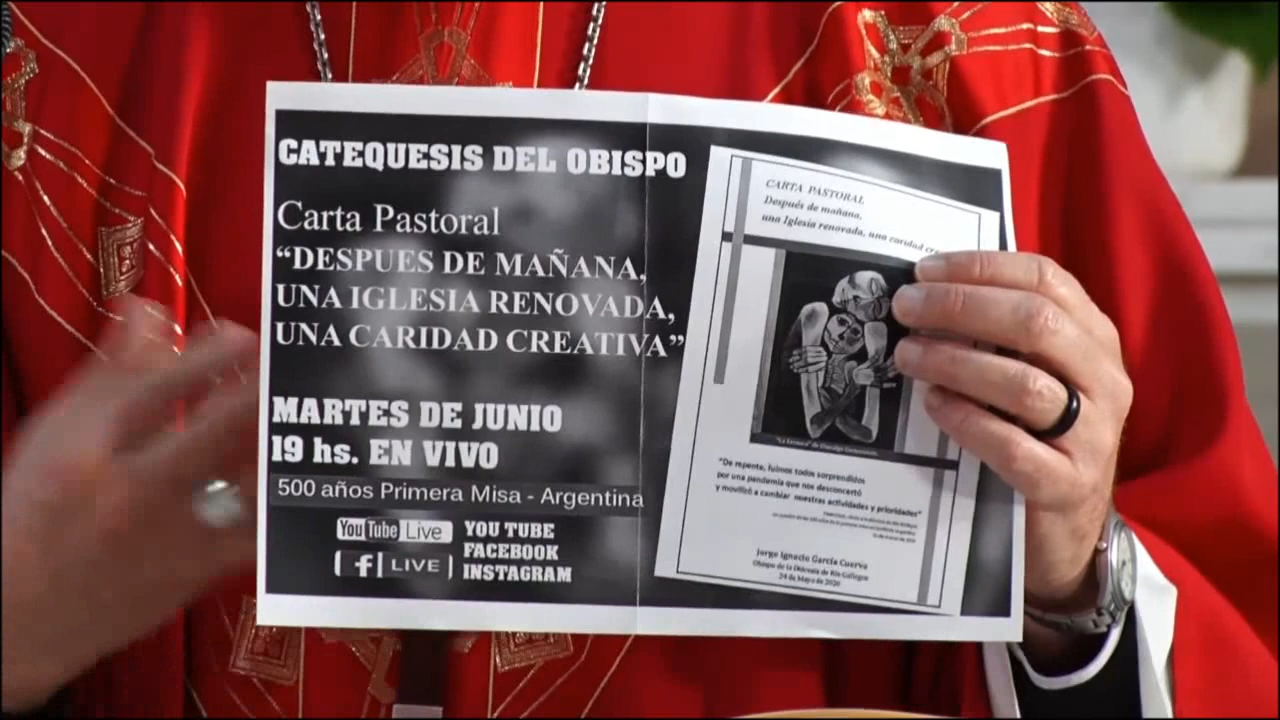 CATEQUESIS DEL OBISPO
Carta Pastoral
“DESPUES DE MAÑANA,
UNA IGLESIA RENOVADA,
UNA CARIDAD CREATIVA”
MARTES DE JUNIO
19 hs. EN VIVO
500 años Primera Misa - Argentina
YouTube Live
f LIVE
YOU TUBE
FACEBOOK
INSTAGRAM
CARTA PASTORAL
Después de mañana,
una Iglesia renovada, una caridad
"De repente, fuimos todos sorprendidos
por una pandemia que nos desconcertó
y movilizó a cambiar nuestras actividades y prioridades"
Jorge Ignacio García Cuerva
Obispo de la Diócesis de Río Gallegos
24 de Mayo de 2020